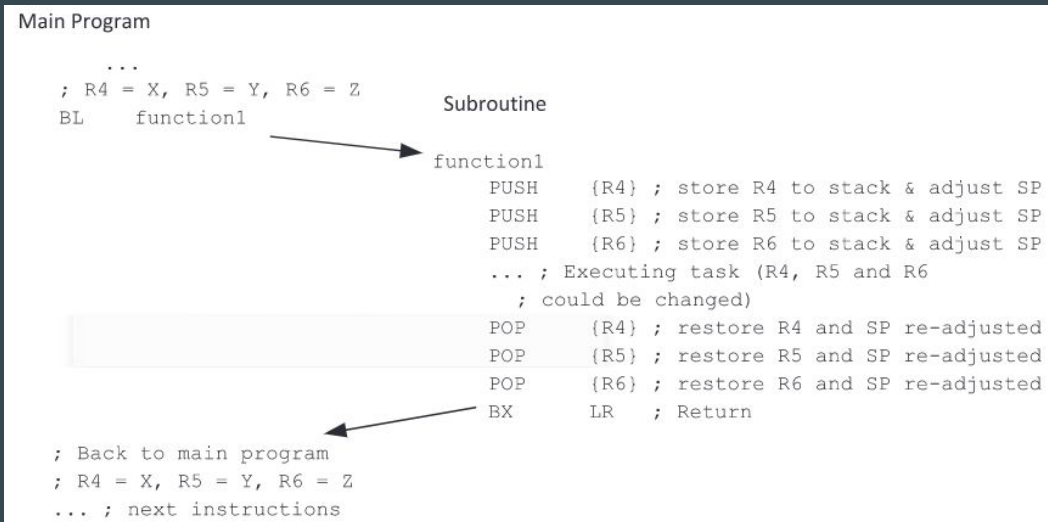 Main Program
...
; R4 = X, R5 = Y, R6 = Z
BL function1
Subroutine
function1
PUSH {R4} ; store R4 to stack & adjust SP
PUSH {R5} ; store R5 to stack & adjust SP
PUSH {R6} ; store R6 to stack & adjust SP
... ; Executing task (R4, R5 and R6
; could be changed)
POP {R4} ; restore R4 and SP re-adjusted
POP {R5} ; restore R5 and SP re-adjusted
POP {R6} ; restore R6 and SP re-adjusted
BX LR ; Return
; Back to main program
; R4 = X, R5 = Y, R6 = Z
... ; next instructions